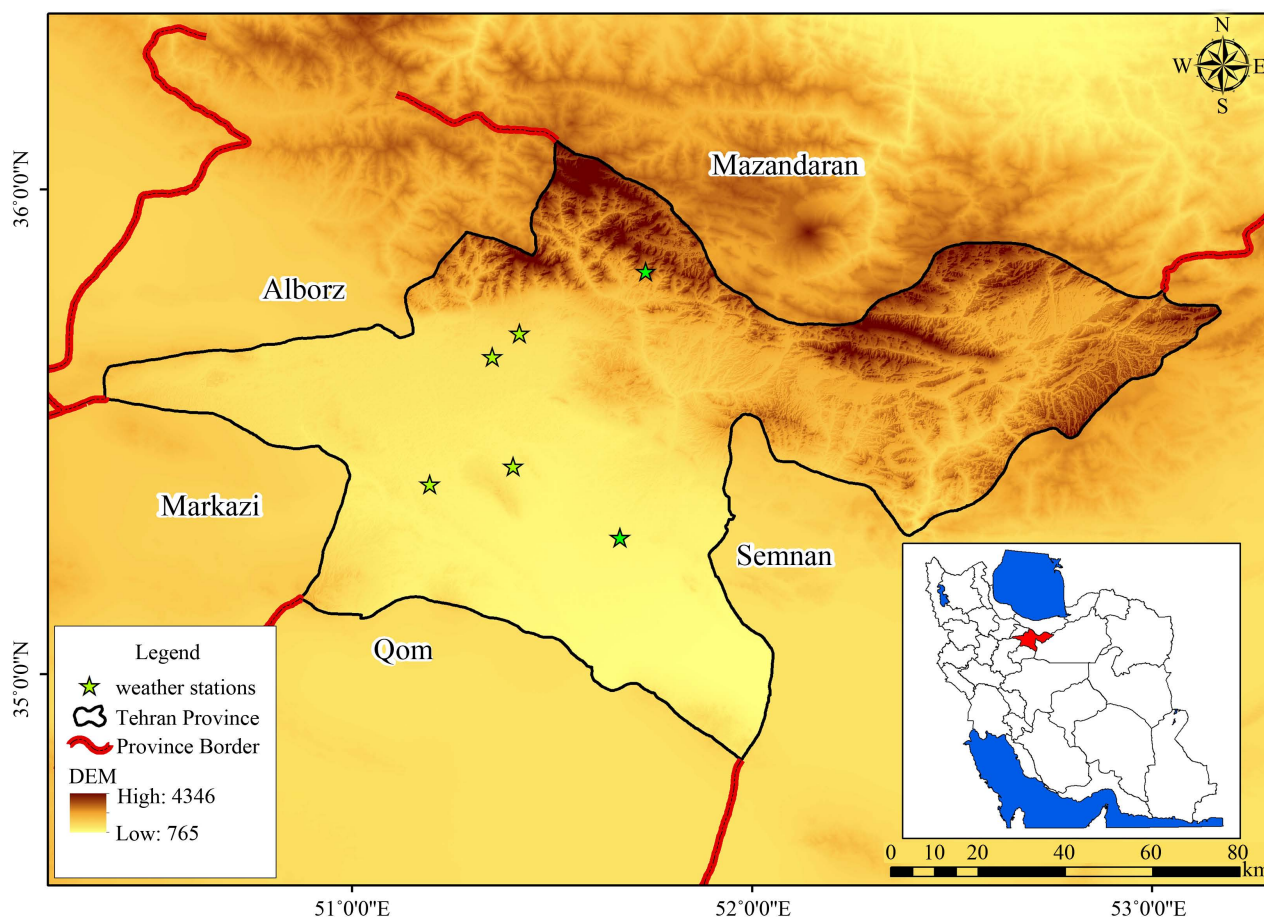 N
W E
S
36°0'0"N
Mazandaran
Alborz
Markazi
Semnan
Qom
35°0'0"N
Legend
weather stations
Tehran Province
Province Border
DEM
High: 4346
Low: 765
0 10 20 40 60 80
km
51°0'0"E 52°0'0"E 53°0'0"E